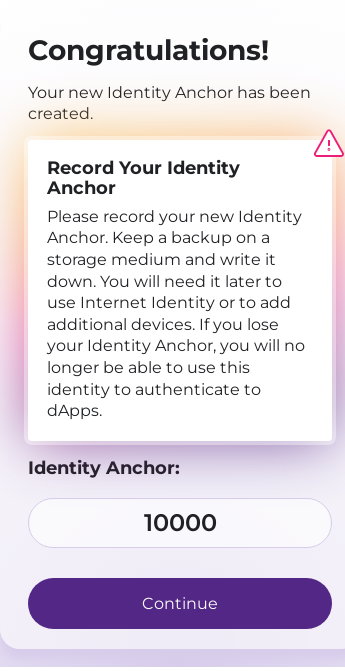 Congratulations!
Your new Identity Anchor has been
created.
Record Your Identity
Anchor
Please record your new Identity
Anchor. Keep a backup on a
storage medium and write it
down. You will need it later to
use Internet Identity or to add
additional devices. If you lose
your Identity Anchor, you will no
longer be able to use this
identity to authenticate to
dApps.
Identity Anchor:
10000
Continue